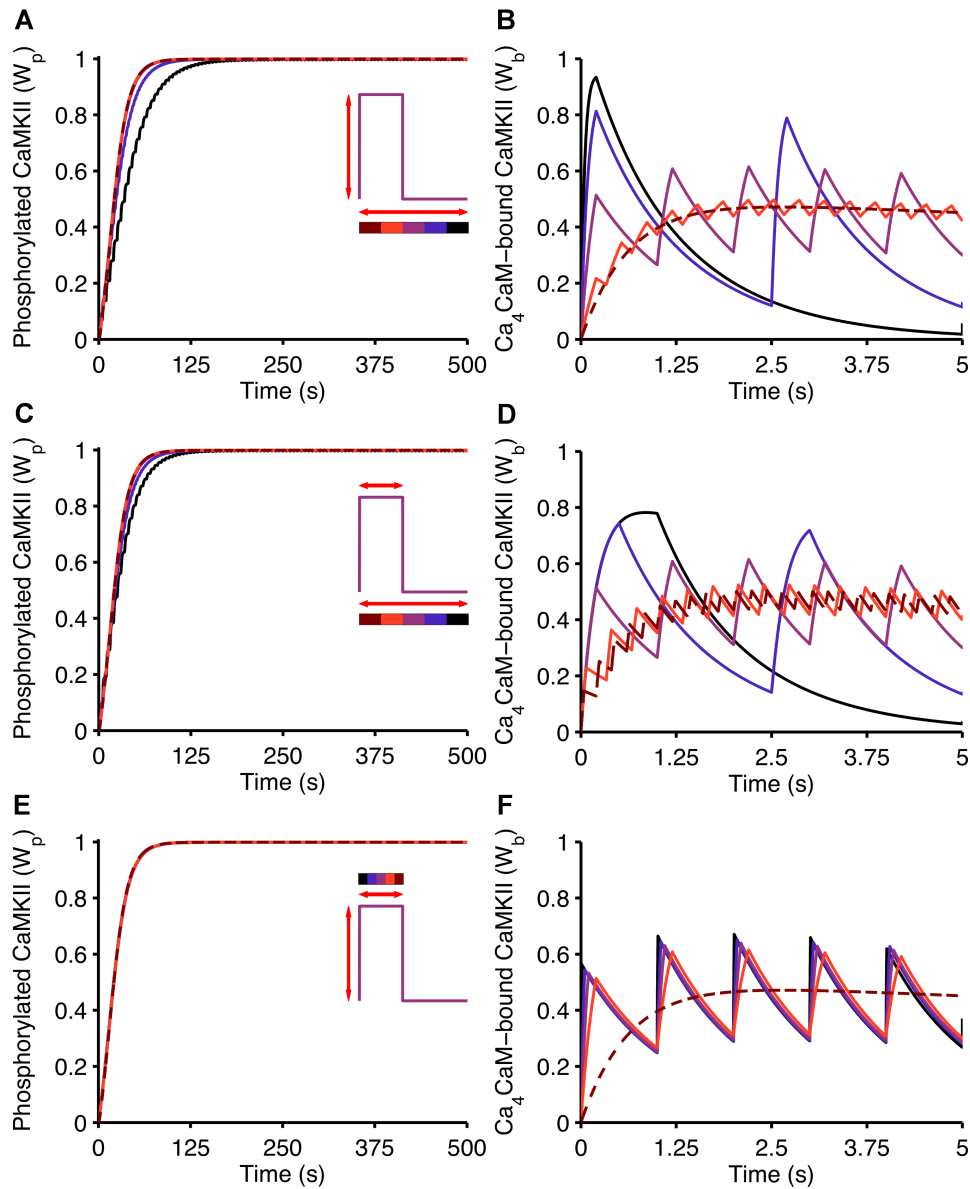 A
Phosphorylated CaMKII (Wp)
1
0.8
0.6
0.4
0.2
0
0 125 250 375 500
Time (s)
B
Ca4CaM−bound CaMKII (Wb)
1
0.8
0.6
0.4
0.2
0
0 1.25 2.5 3.75 5
Time (s)
C
Phosphorylated CaMKII (Wp)
1
0.8
0.6
0.4
0.2
0
0 125 250 375 500
Time (s)
D
Ca4CaM−bound CaMKII (Wb)
1
0.8
0.6
0.4
0.2
0
0 1.25 2.5 3.75 5
Time (s)
E
Phosphorylated CaMKII (Wp)
1
0.8
0.6
0.4
0.2
0
0 125 250 375 500
Time (s)
F
Ca4CaM−bound CaMKII (Wb)
1
0.8
0.6
0.4
0.2
0
0 1.25 2.5 3.75 5
Time (s)